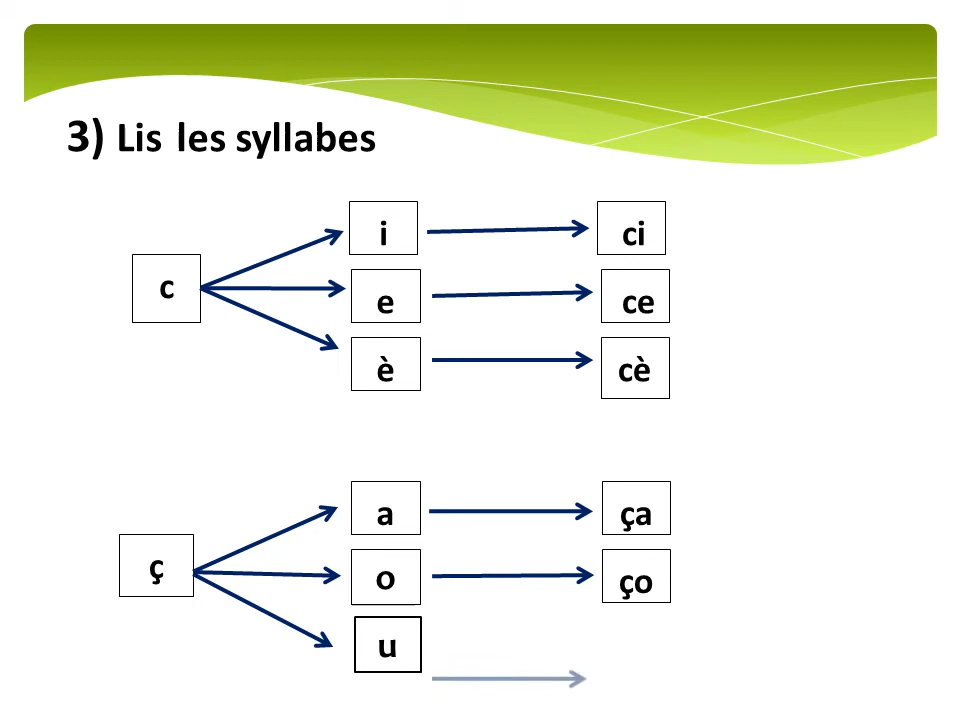 3) Lis les syllabes
i ci
c
e ce
è cè
a ça
ç
o ço
u